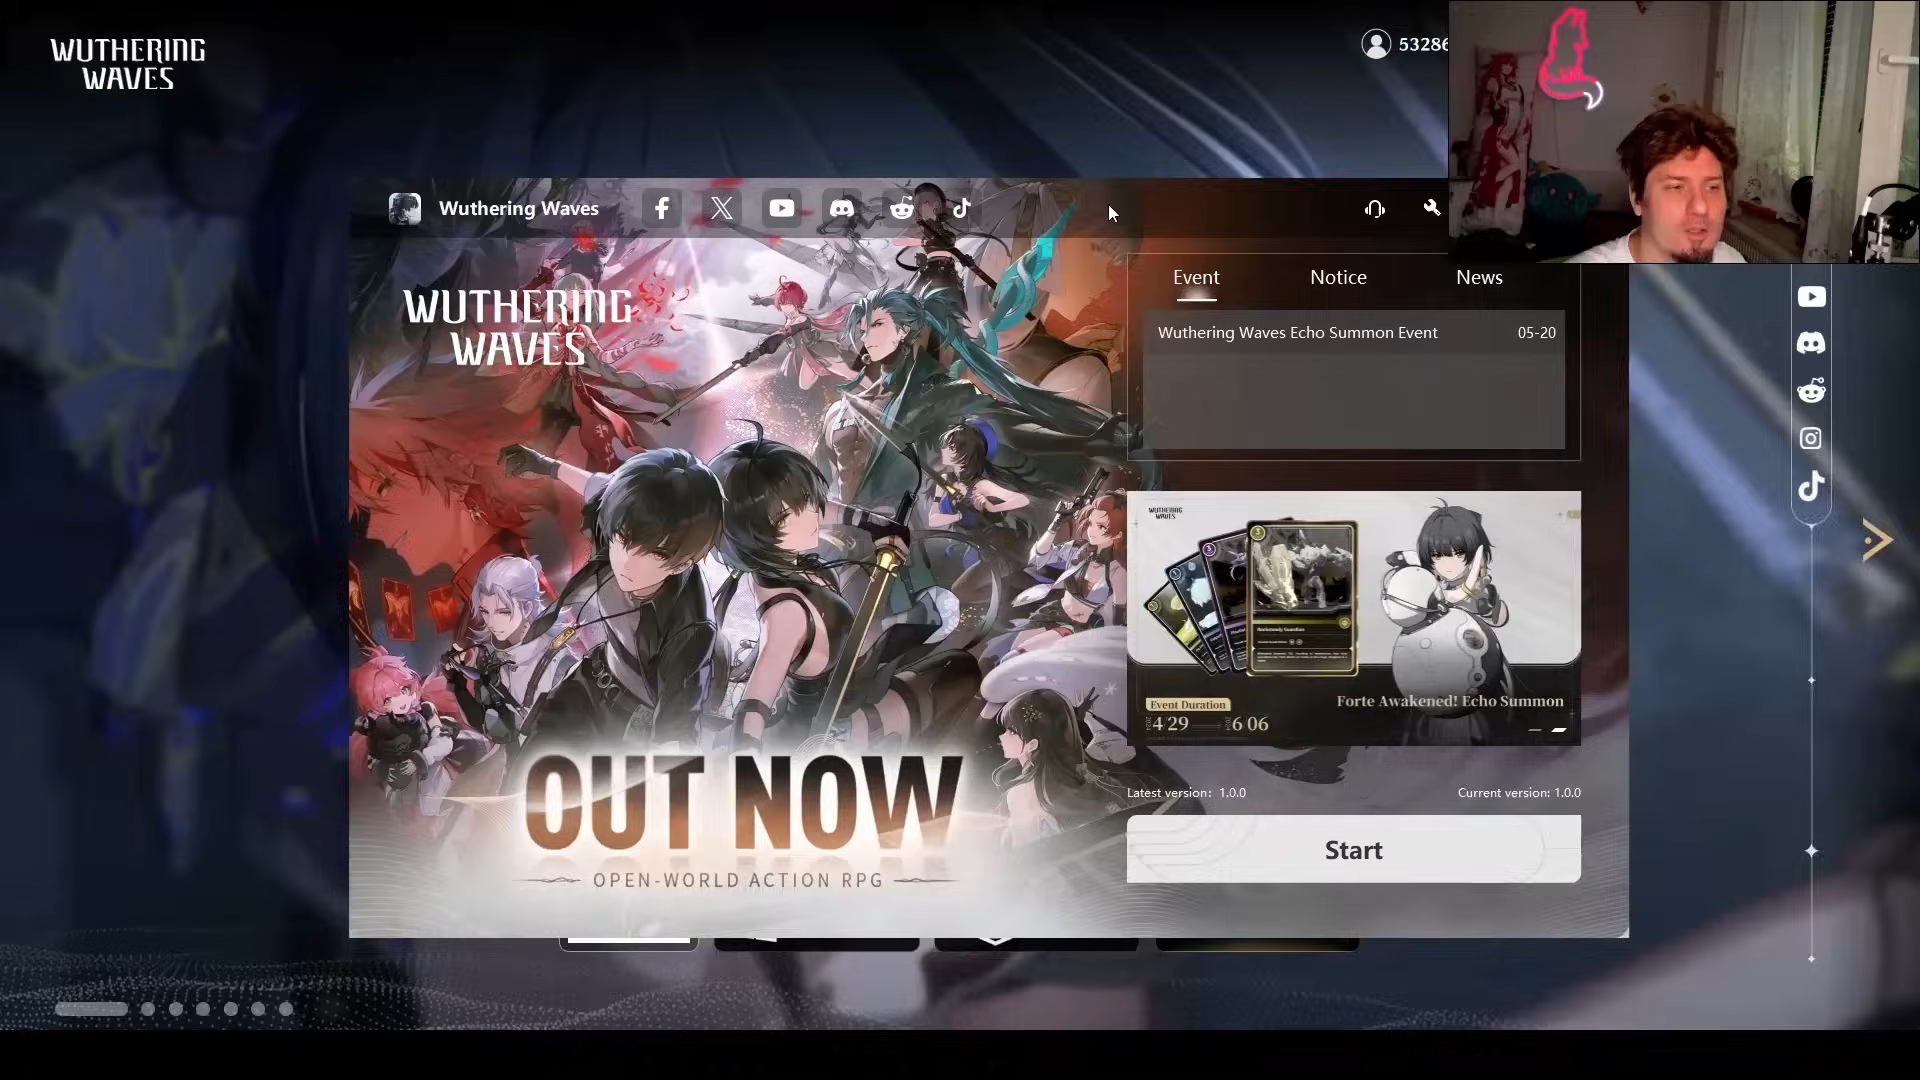 WUTHERING
WAVES
53286
Wuthering Waves
WUTHERING
WAVES
Event
Notice
News
Wuthering Waves Echo Summon Event
05-20
WUTHERING
WAVES
Forte Awakened! Echo Summon
Event Duration
4/29
6/06
Latest version: 1.0.0
Current version: 1.0.0
Start
OUT NOW
OPEN-WORLD ACTION RPG